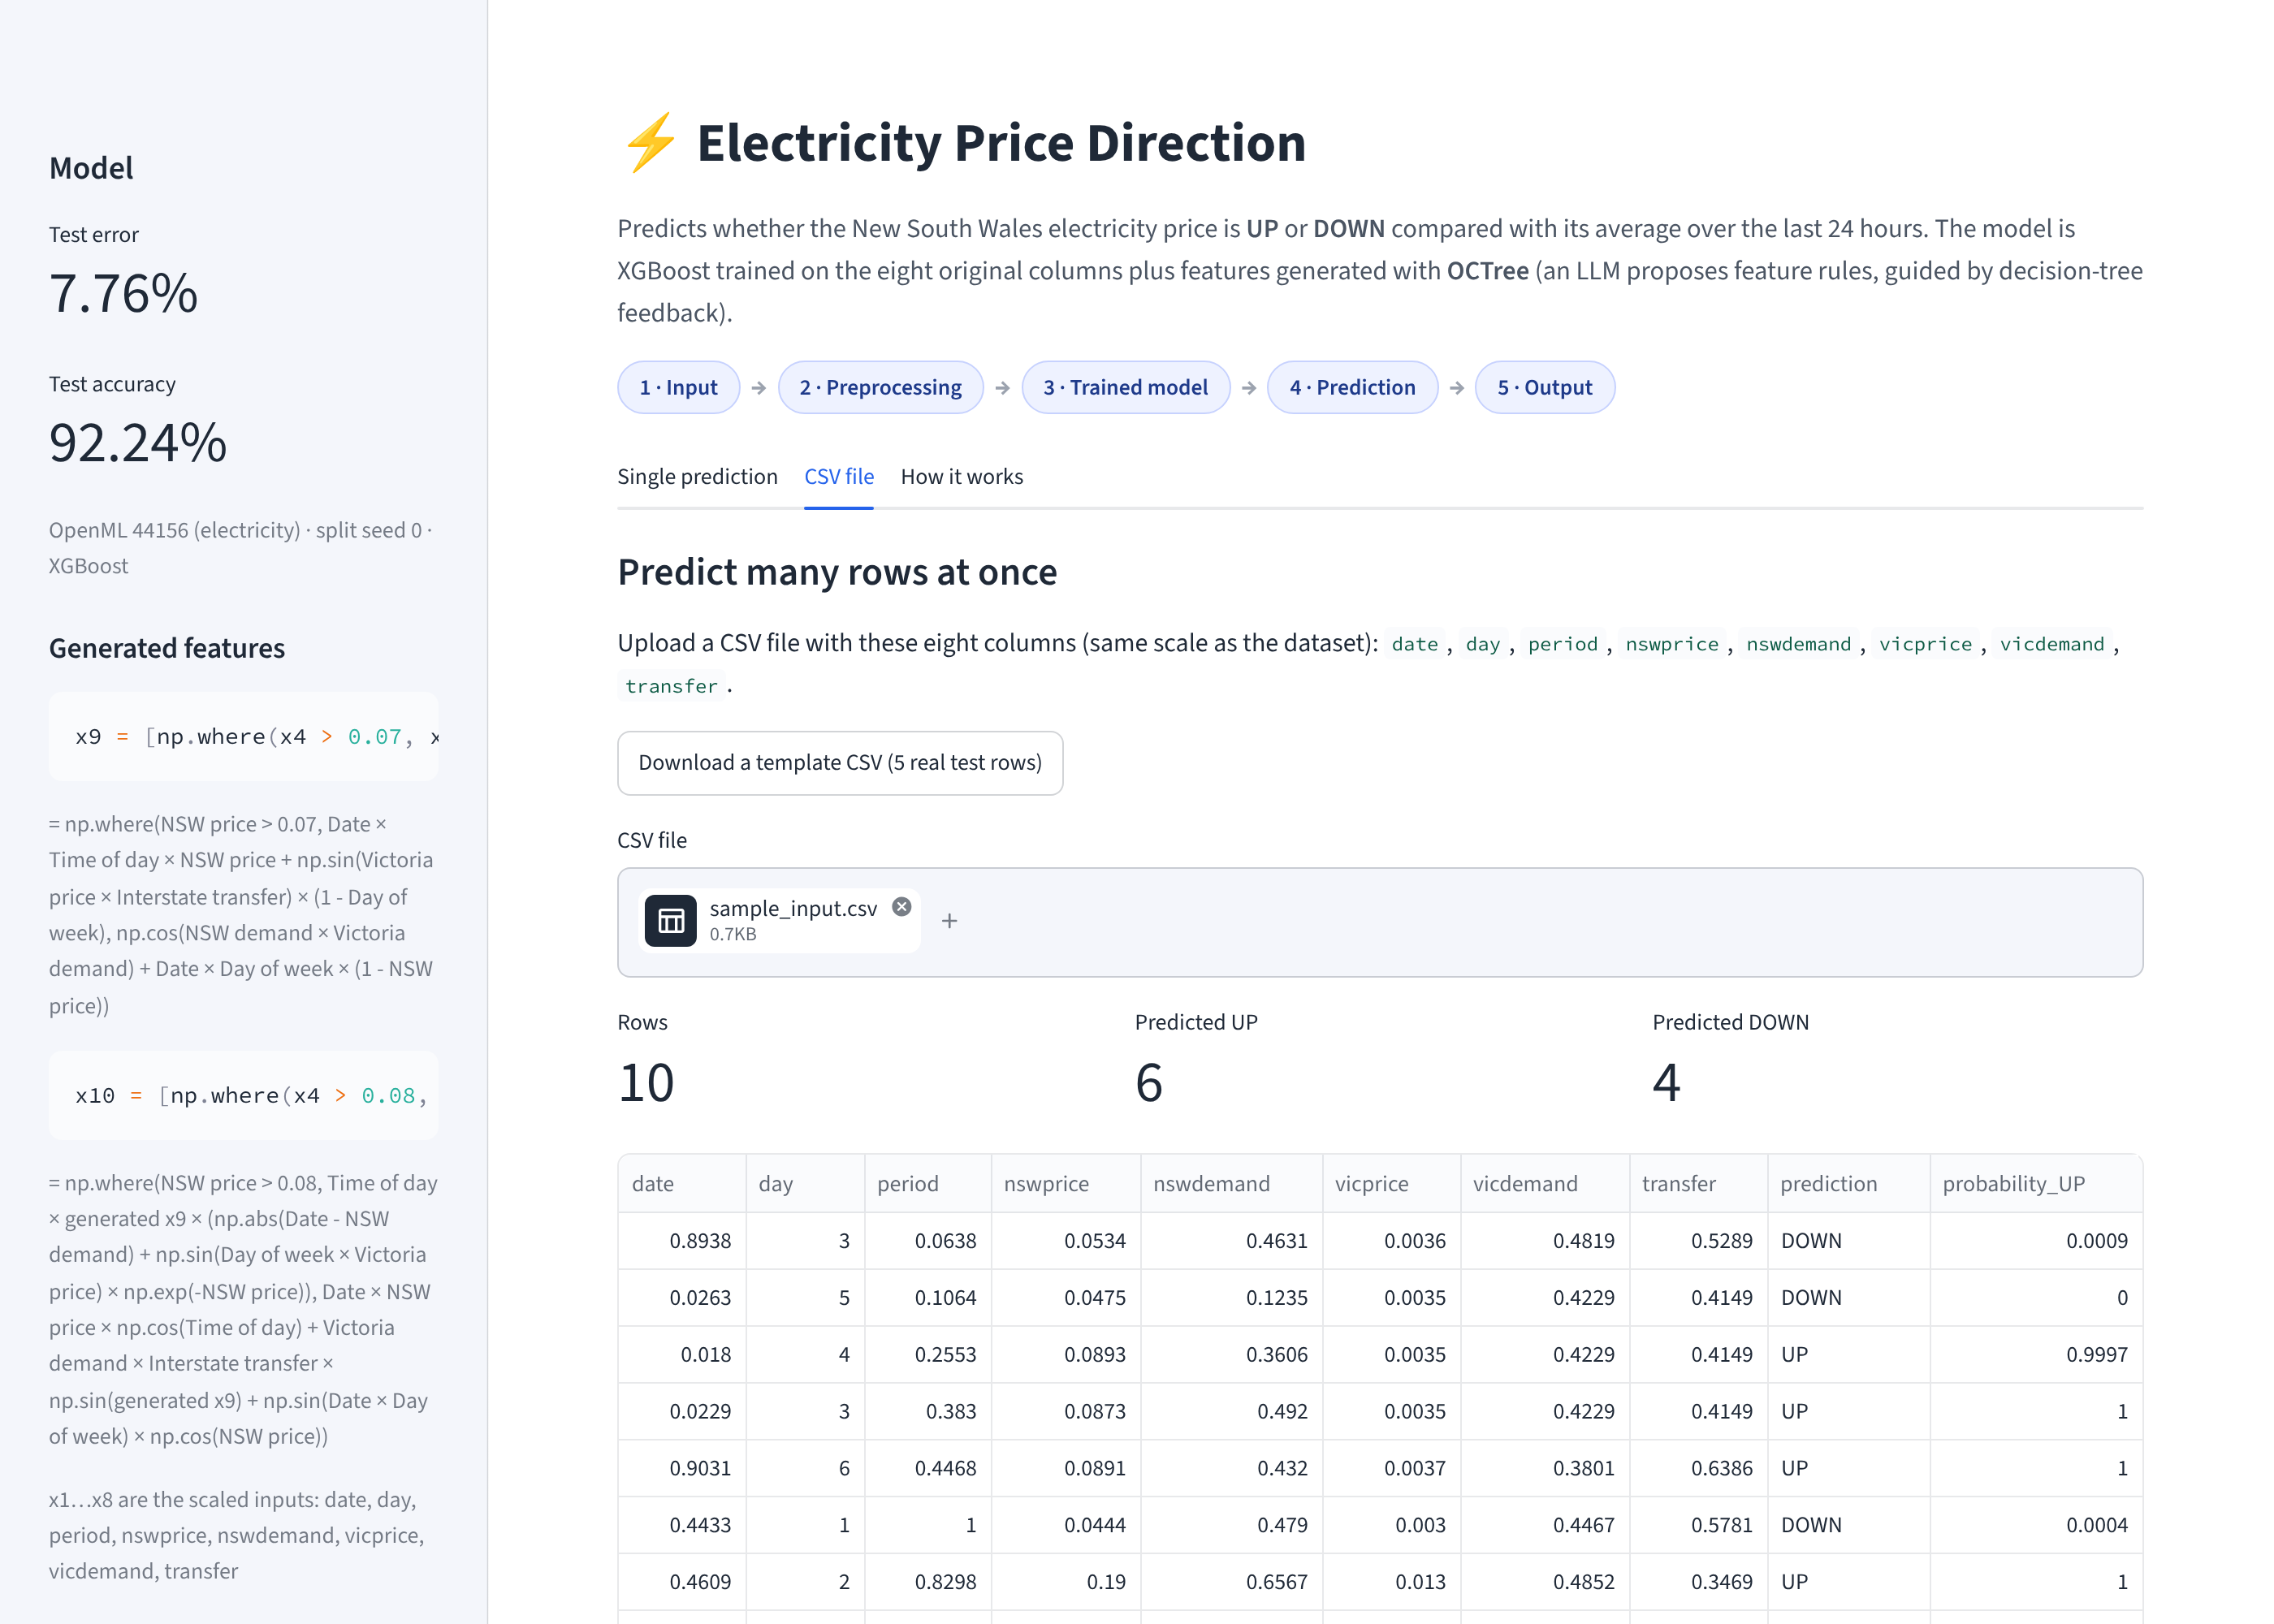 Model
Test error
7.76%
Test accuracy
92.24%
OpenML 44156 (electricity) · split seed 0 ·
XGBoost
Generated features
x9 = [np.where(x4 > 0.07, x
= np.where(NSW price > 0.07, Date ×
Time of day × NSW price + np.sin(Victoria
price × Interstate transfer) × (1 - Day of
week), np.cos(NSW demand × Victoria
demand) + Date × Day of week × (1 - NSW
price))
x10 = [np.where(x4 > 0.08,
= np.where(NSW price > 0.08, Time of day
× generated x9 × (np.abs(Date - NSW
demand) + np.sin(Day of week × Victoria
price) × np.exp(-NSW price)), Date × NSW
price × np.cos(Time of day) + Victoria
demand × Interstate transfer ×
np.sin(generated x9) + np.sin(Date × Day
of week) × np.cos(NSW price))
x1…x8 are the scaled inputs: date, day,
period, nswprice, nswdemand, vicprice,
vicdemand, transfer
⚡ Electricity Price Direction
Predicts whether the New South Wales electricity price is UP or DOWN compared with its average over the last 24 hours. The model is
XGBoost trained on the eight original columns plus features generated with OCTree (an LLM proposes feature rules, guided by decision-tree
feedback).
1 · Input → 2 · Preprocessing → 3 · Trained model → 4 · Prediction → 5 · Output
Single prediction CSV file How it works
Predict many rows at once
Upload a CSV file with these eight columns (same scale as the dataset): date , day , period , nswprice , nswdemand , vicprice , vicdemand ,
transfer .
Download a template CSV (5 real test rows)
CSV file
sample_input.csv
0.7KB
Rows Predicted UP Predicted DOWN
10 6 4
date day period nswprice nswdemand vicprice vicdemand transfer prediction probability_UP
0.8938 3 0.0638 0.0534 0.4631 0.0036 0.4819 0.5289 DOWN 0.0009
0.0263 5 0.1064 0.0475 0.1235 0.0035 0.4229 0.4149 DOWN 0
0.018 4 0.2553 0.0893 0.3606 0.0035 0.4229 0.4149 UP 0.9997
0.0229 3 0.383 0.0873 0.492 0.0035 0.4229 0.4149 UP 1
0.9031 6 0.4468 0.0891 0.432 0.0037 0.3801 0.6386 UP 1
0.4433 1 1 0.0444 0.479 0.003 0.4467 0.5781 DOWN 0.0004
0.4609 2 0.8298 0.19 0.6567 0.013 0.4852 0.3469 UP 1